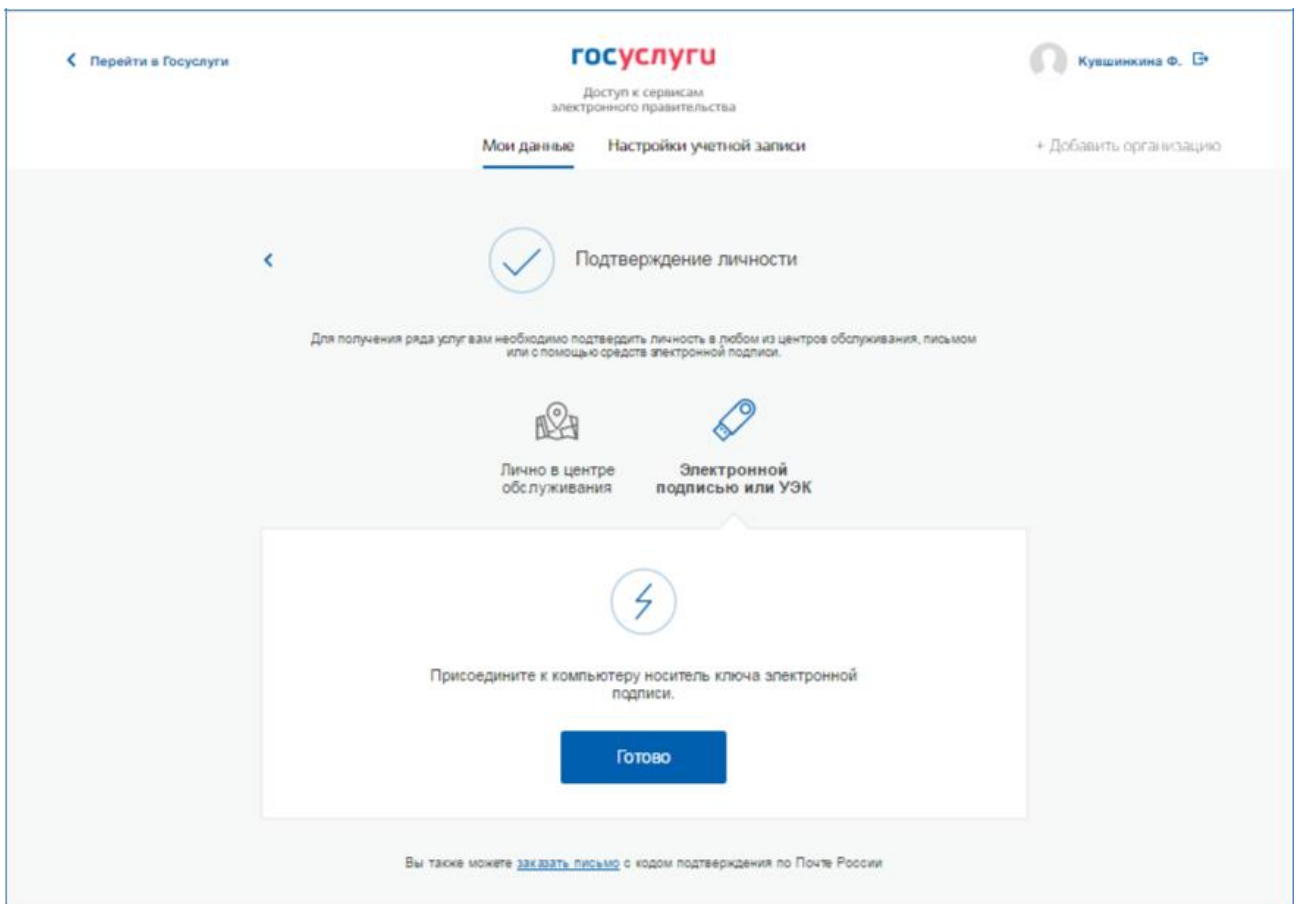 Перейти в Госуслуги
госуслуги
Кувшинкина Ф.
Доступ к сервисам
электронного правительства
Мои данные
Настройки учетной записи
+ Добавить организацию
Подтверждение личности
Для получения ряда услуг вам необходимо подтвердить личность в любом из центров обслуживания, письмом
или с помощью средств электронной подписи.
Лично в центре
обслуживания
Электронной
подписью или УЭК
Присоедините к компьютеру носитель ключа электронной
подписи.
Готово
Вы также можете заказать письмо с кодом подтверждения по Почте России